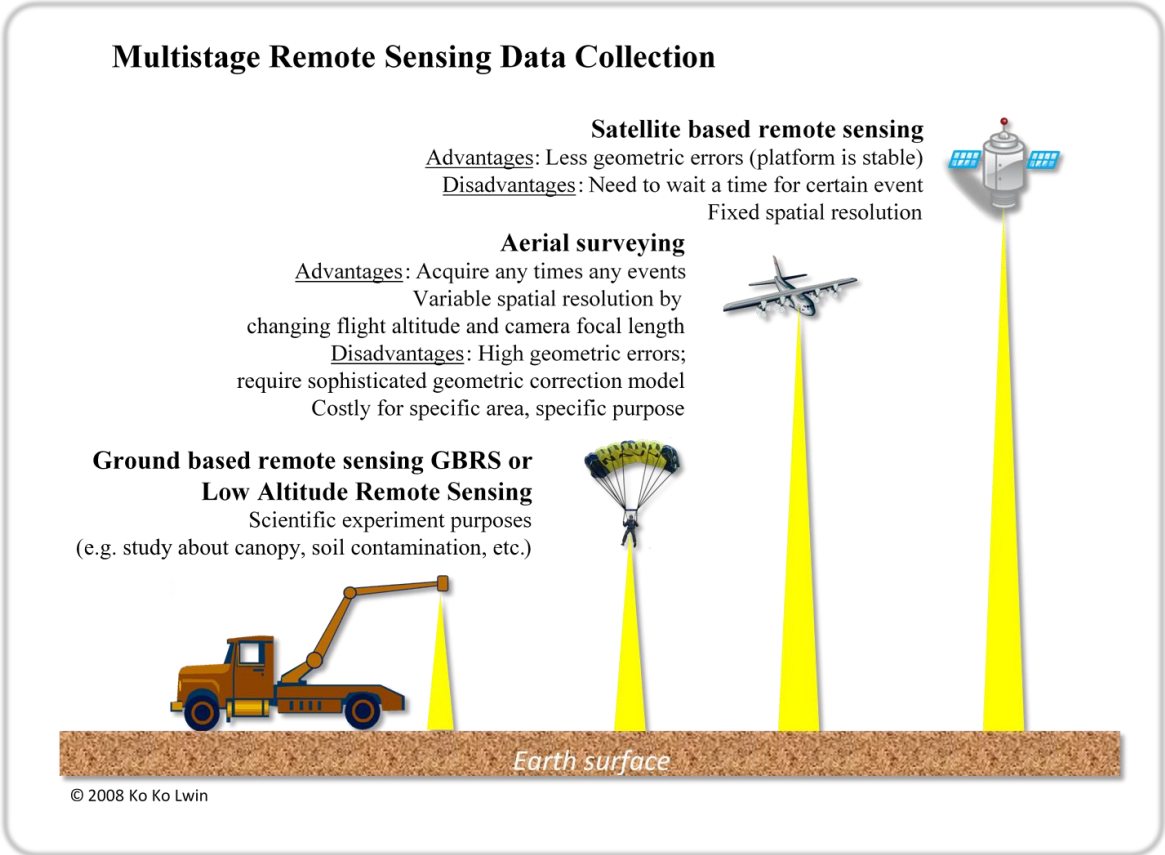 Multistage Remote Sensing Data Collection
Satellite based remote sensing
Advantages: Less geometric errors (platform is stable)
Disadvantages: Need to wait a time for certain event
Fixed spatial resolution
Aerial surveying
Advantages: Acquire any times any events
Variable spatial resolution by
changing flight altitude and camera focal length
Disadvantages: High geometric errors;
require sophisticated geometric correction model
Costly for specific area, specific purpose
Ground based remote sensing GBRS or
Low Altitude Remote Sensing
Scientific experiment purposes
(e.g. study about canopy, soil contamination, etc.)
Earth surface
© 2008 Ko Ko Lwin